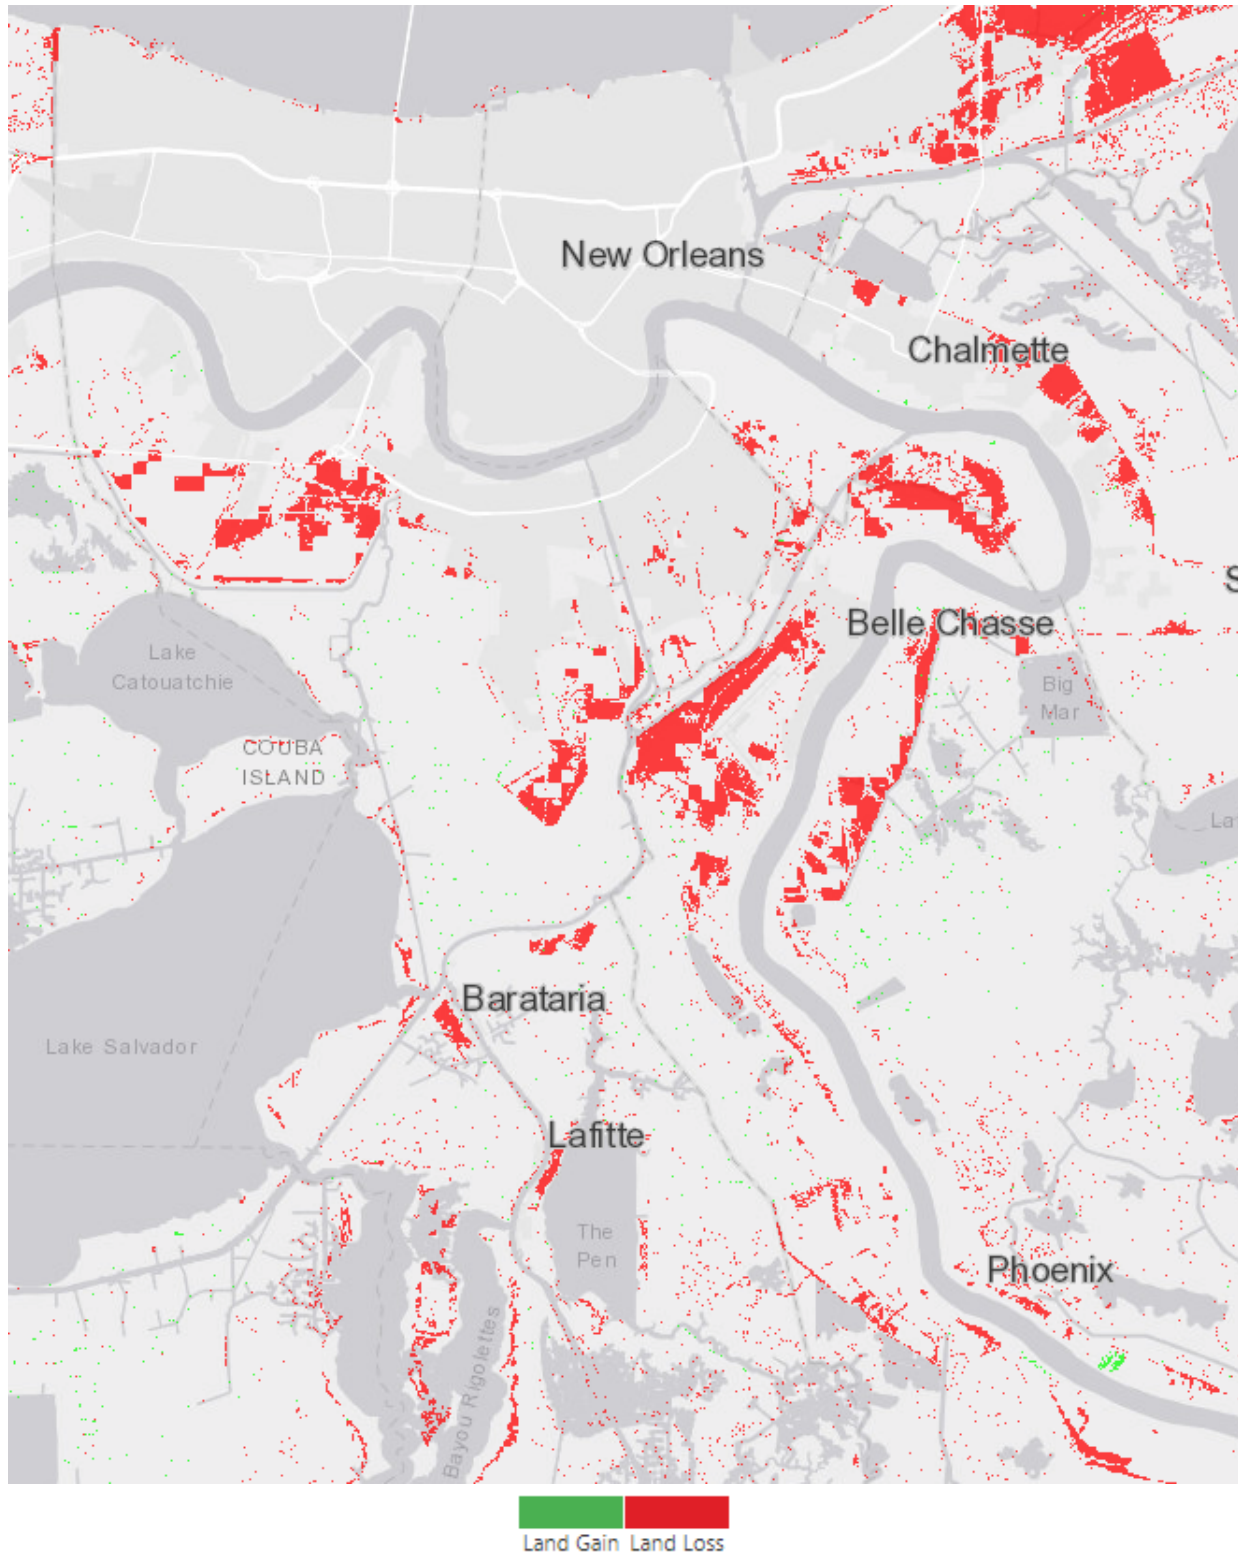 New Orleans
Chalmette
S
Belle Chasse
Lake
Catouatchie
Big
Mar
COUBA
ISLAND
La
Barataria
Lake Salvador
Lafitte
The
Pen
Phoenix
Bayou Rigolettes
Land Gain Land Loss